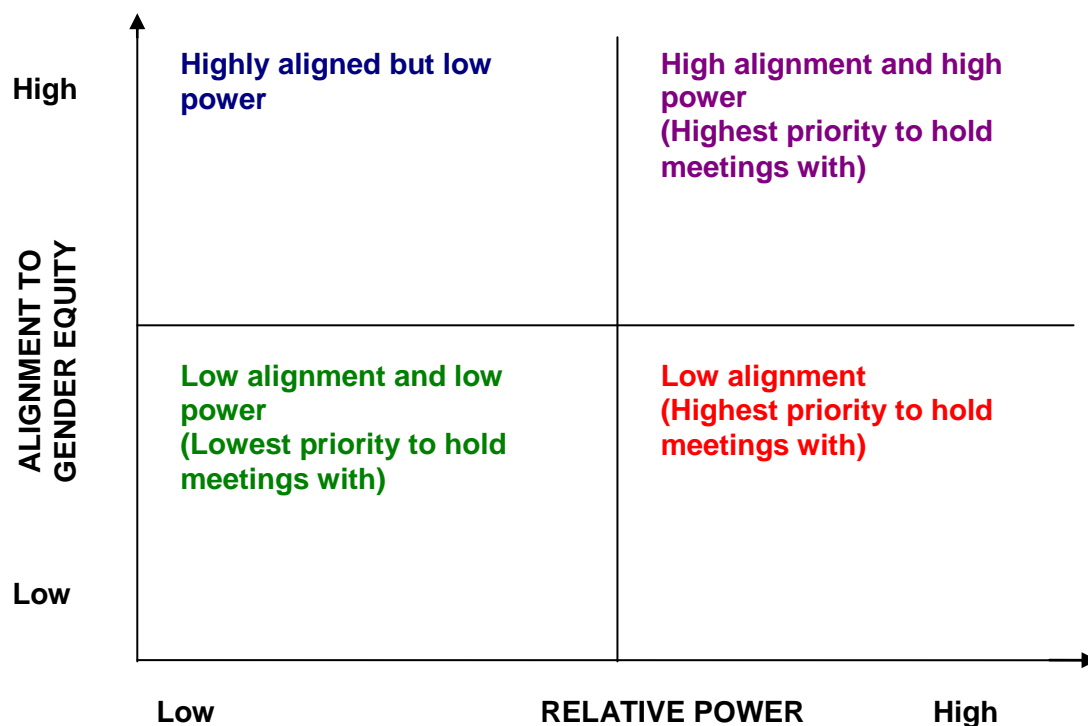 High
Highly aligned but low
power
High alignment and high
power
(Highest priority to hold
meetings with)
ALIGNMENT TO
GENDER EQUITY
Low alignment and low
power
(Lowest priority to hold
meetings with)
Low alignment
(Highest priority to hold
meetings with)
Low
Low
RELATIVE POWER
High